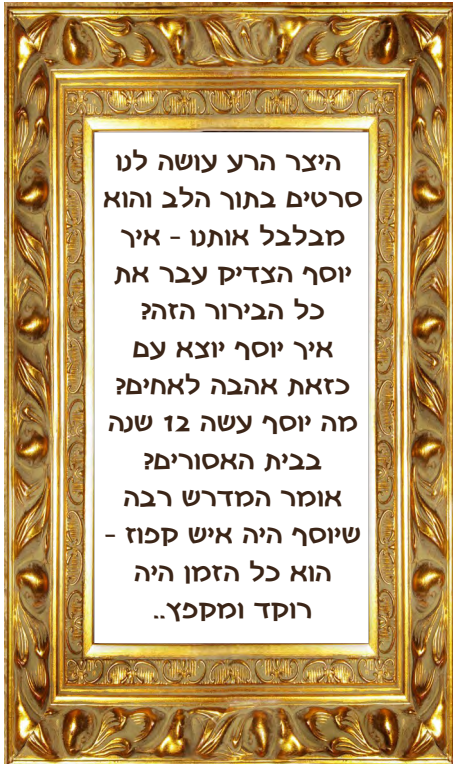 היצר הרע עושה לנו
סרטים בתוך הלב והוא
מבלבל אותנו - איך
יוסף הצדיק עבר את
כל הבירור הזה?
איך יוסף יוצא עם
כזאת אהבה לאחים?
מה יוסף עשה 12 שנה
בבית האסורים?
אומר המדרש רבה
שיוסף היה איש קפוז -
הוא כל הזמן היה
רוקד ומקפץ..